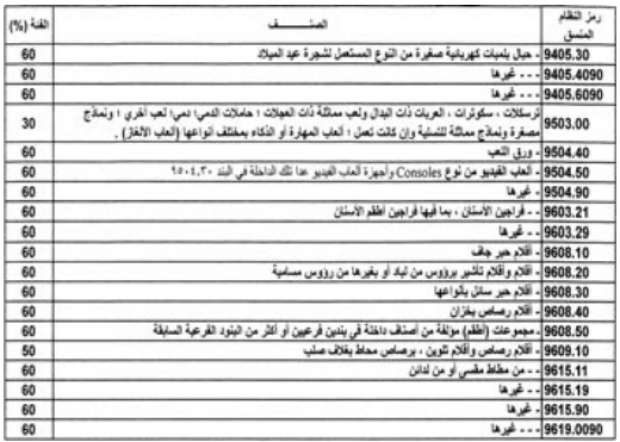 رمز النظام المنسق الصنـــــــف الفئة (%)
9405.30 - حبال بلمبات كهربائية صغيرة من النوع المستعمل لشجرة عيد الميلاد 60
9405.4090 - - - غيرها 60
9405.6090 - - - غيرها 60
9503.00 ترسكلات ، سكوترات ، العربات ذات البدال ولعب مماثلة ذات العجلات ؛ حاملات الدمي؛ دمي؛ لعب أخري ؛ ونماذج
مصغرة ونماذج مماثلة للتسلية وإن كانت تعمل ؛ ألعاب المهارة أو الذكاء بمختلف أنواعها (ألعاب الألغاز) . 30
9504.40 - ورق اللعب 60
9504.50 - ألعاب الفيديو من نوع Consoles وأجهزة ألعاب الفيديو عدا تلك الداخلة في البند ٩٥٠٤,٣٠ 60
9504.90 - غيرها 60
9603.21 - - فراجين الأسنان ، بما فيها فراجين أطقم الأسنان 60
9603.29 - - غيرها 60
9608.10 - أقلام حبر جاف 60
9608.20 - أقلام وأقلام تأشير برؤوس من لباد أو بغيرها من رؤوس مسامية 60
9608.30 - أقلام حبر سائل بأنواعها 60
9608.40 - أقلام رصاص بخزان 60
9608.50 - مجموعات (أطقم) مؤلفة من أصناف داخلة في بندين فرعيين أو أكثر من البنود الفرعية السابقة 60
9609.10 - أقلام رصاص وأقلام تلوين ، برصاص محاط بغلاف صلب 50
9615.11 - - من مطاط مقسي أو من لدائن 60
9615.19 - - غيرها 60
9615.90 - غيرها 60
9619.0090 - - - غيرها 60